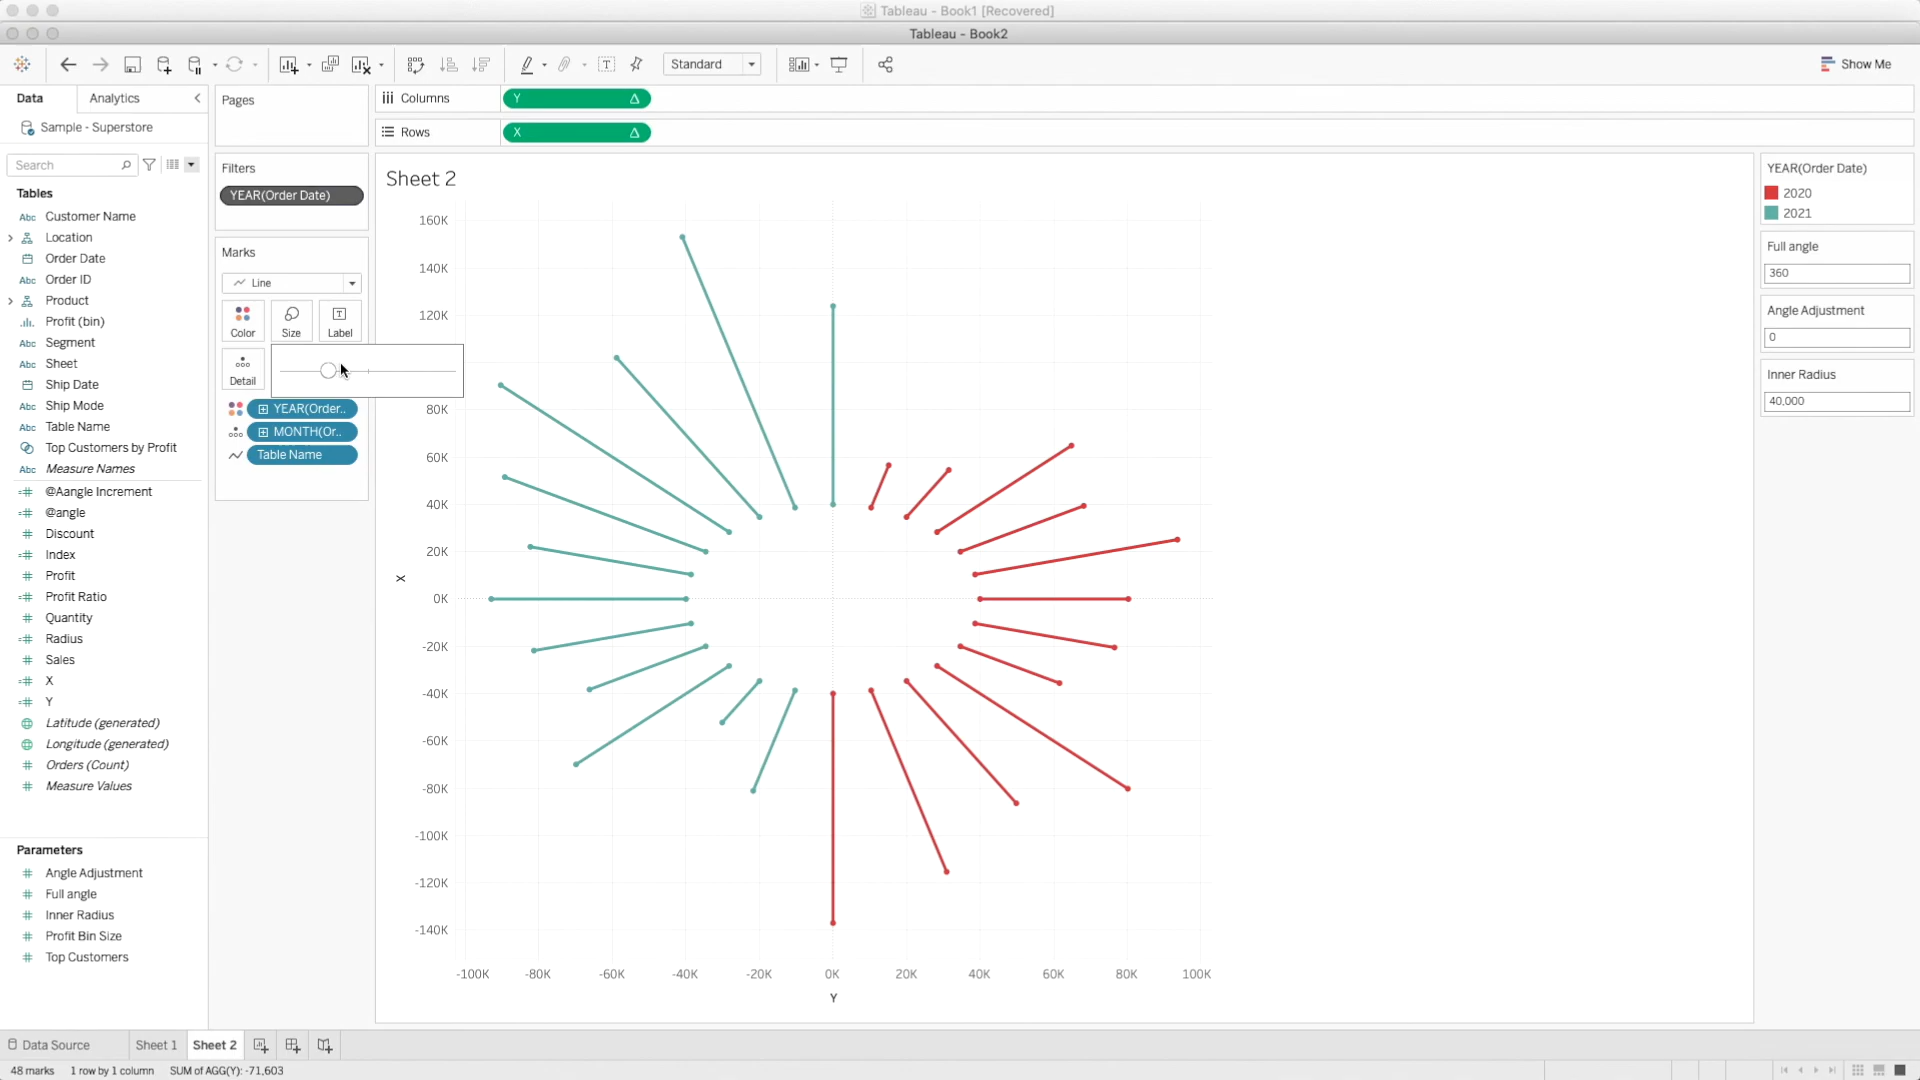 Tableau - Book1 [Recovered]
Tableau - Book2
Standard
Show Me
Data
Analytics
Sample - Superstore
Search
Tables
Abc Customer Name
Location
Order Date
Abc Order ID
Product
Profit (bin)
Abc Segment
Abc Sheet
Ship Date
Abc Ship Mode
Abc Table Name
Top Customers by Profit
Abc Measure Names
@Aangle Increment
@angle
Discount
Index
Profit
Profit Ratio
Quantity
Radius
Sales
X
Y
Latitude (generated)
Longitude (generated)
Orders (Count)
Measure Values
Parameters
Angle Adjustment
Full angle
Inner Radius
Profit Bin Size
Top Customers
Pages
Filters
YEAR(Order Date)
Marks
Line
Color
Size
Label
Detail
YEAR(Order..
MONTH(Or..
Table Name
Columns
Y
Rows
X
Sheet 2
160K
140K
120K
80K
60K
40K
20K
0K
-20K
-40K
-60K
-80K
-100K
-120K
-140K
X
-100K -80K -60K -40K -20K 0K 20K 40K 60K 80K 100K
Y
YEAR(Order Date)
2020
2021
Full angle
360
Angle Adjustment
0
Inner Radius
40,000
Data Source
Sheet 1
Sheet 2
48 marks
1 row by 1 column
SUM of AGG(Y): -71,603